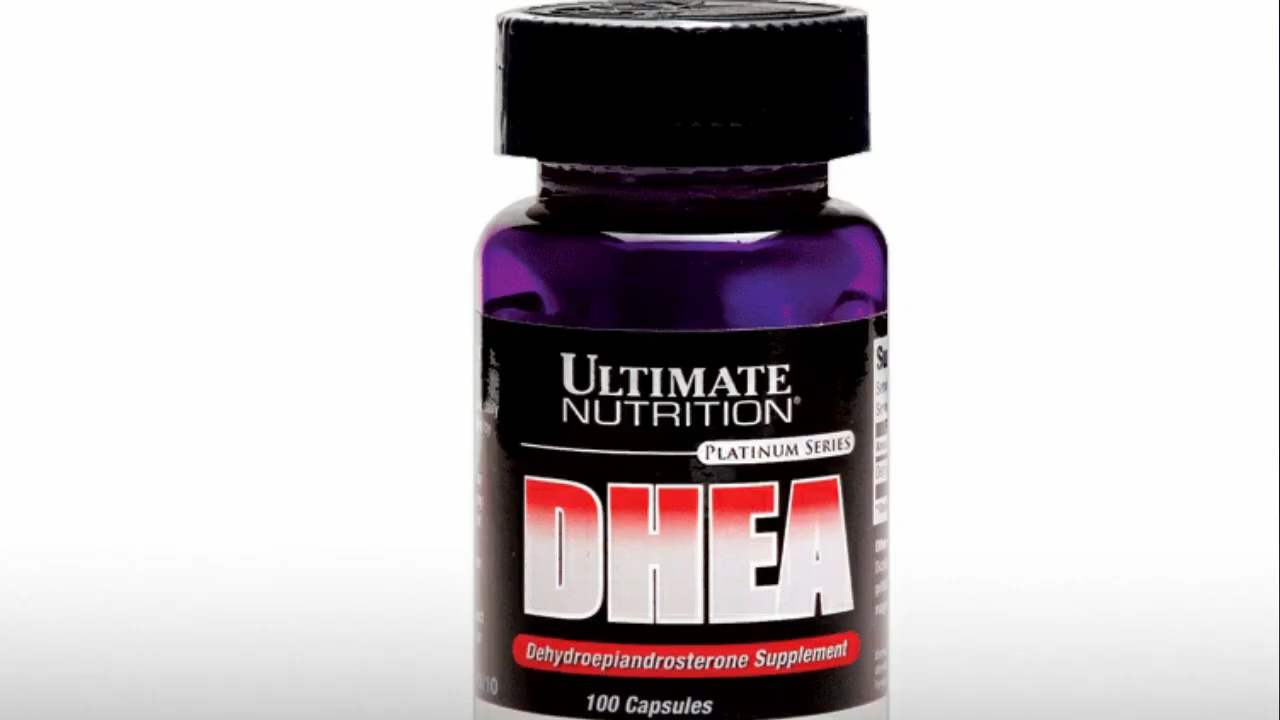 ULTIMATE
NUTRITION®
PLATINUM SERIES
DHEA
Dehydroepiandrosterone Supplement
100 Capsules